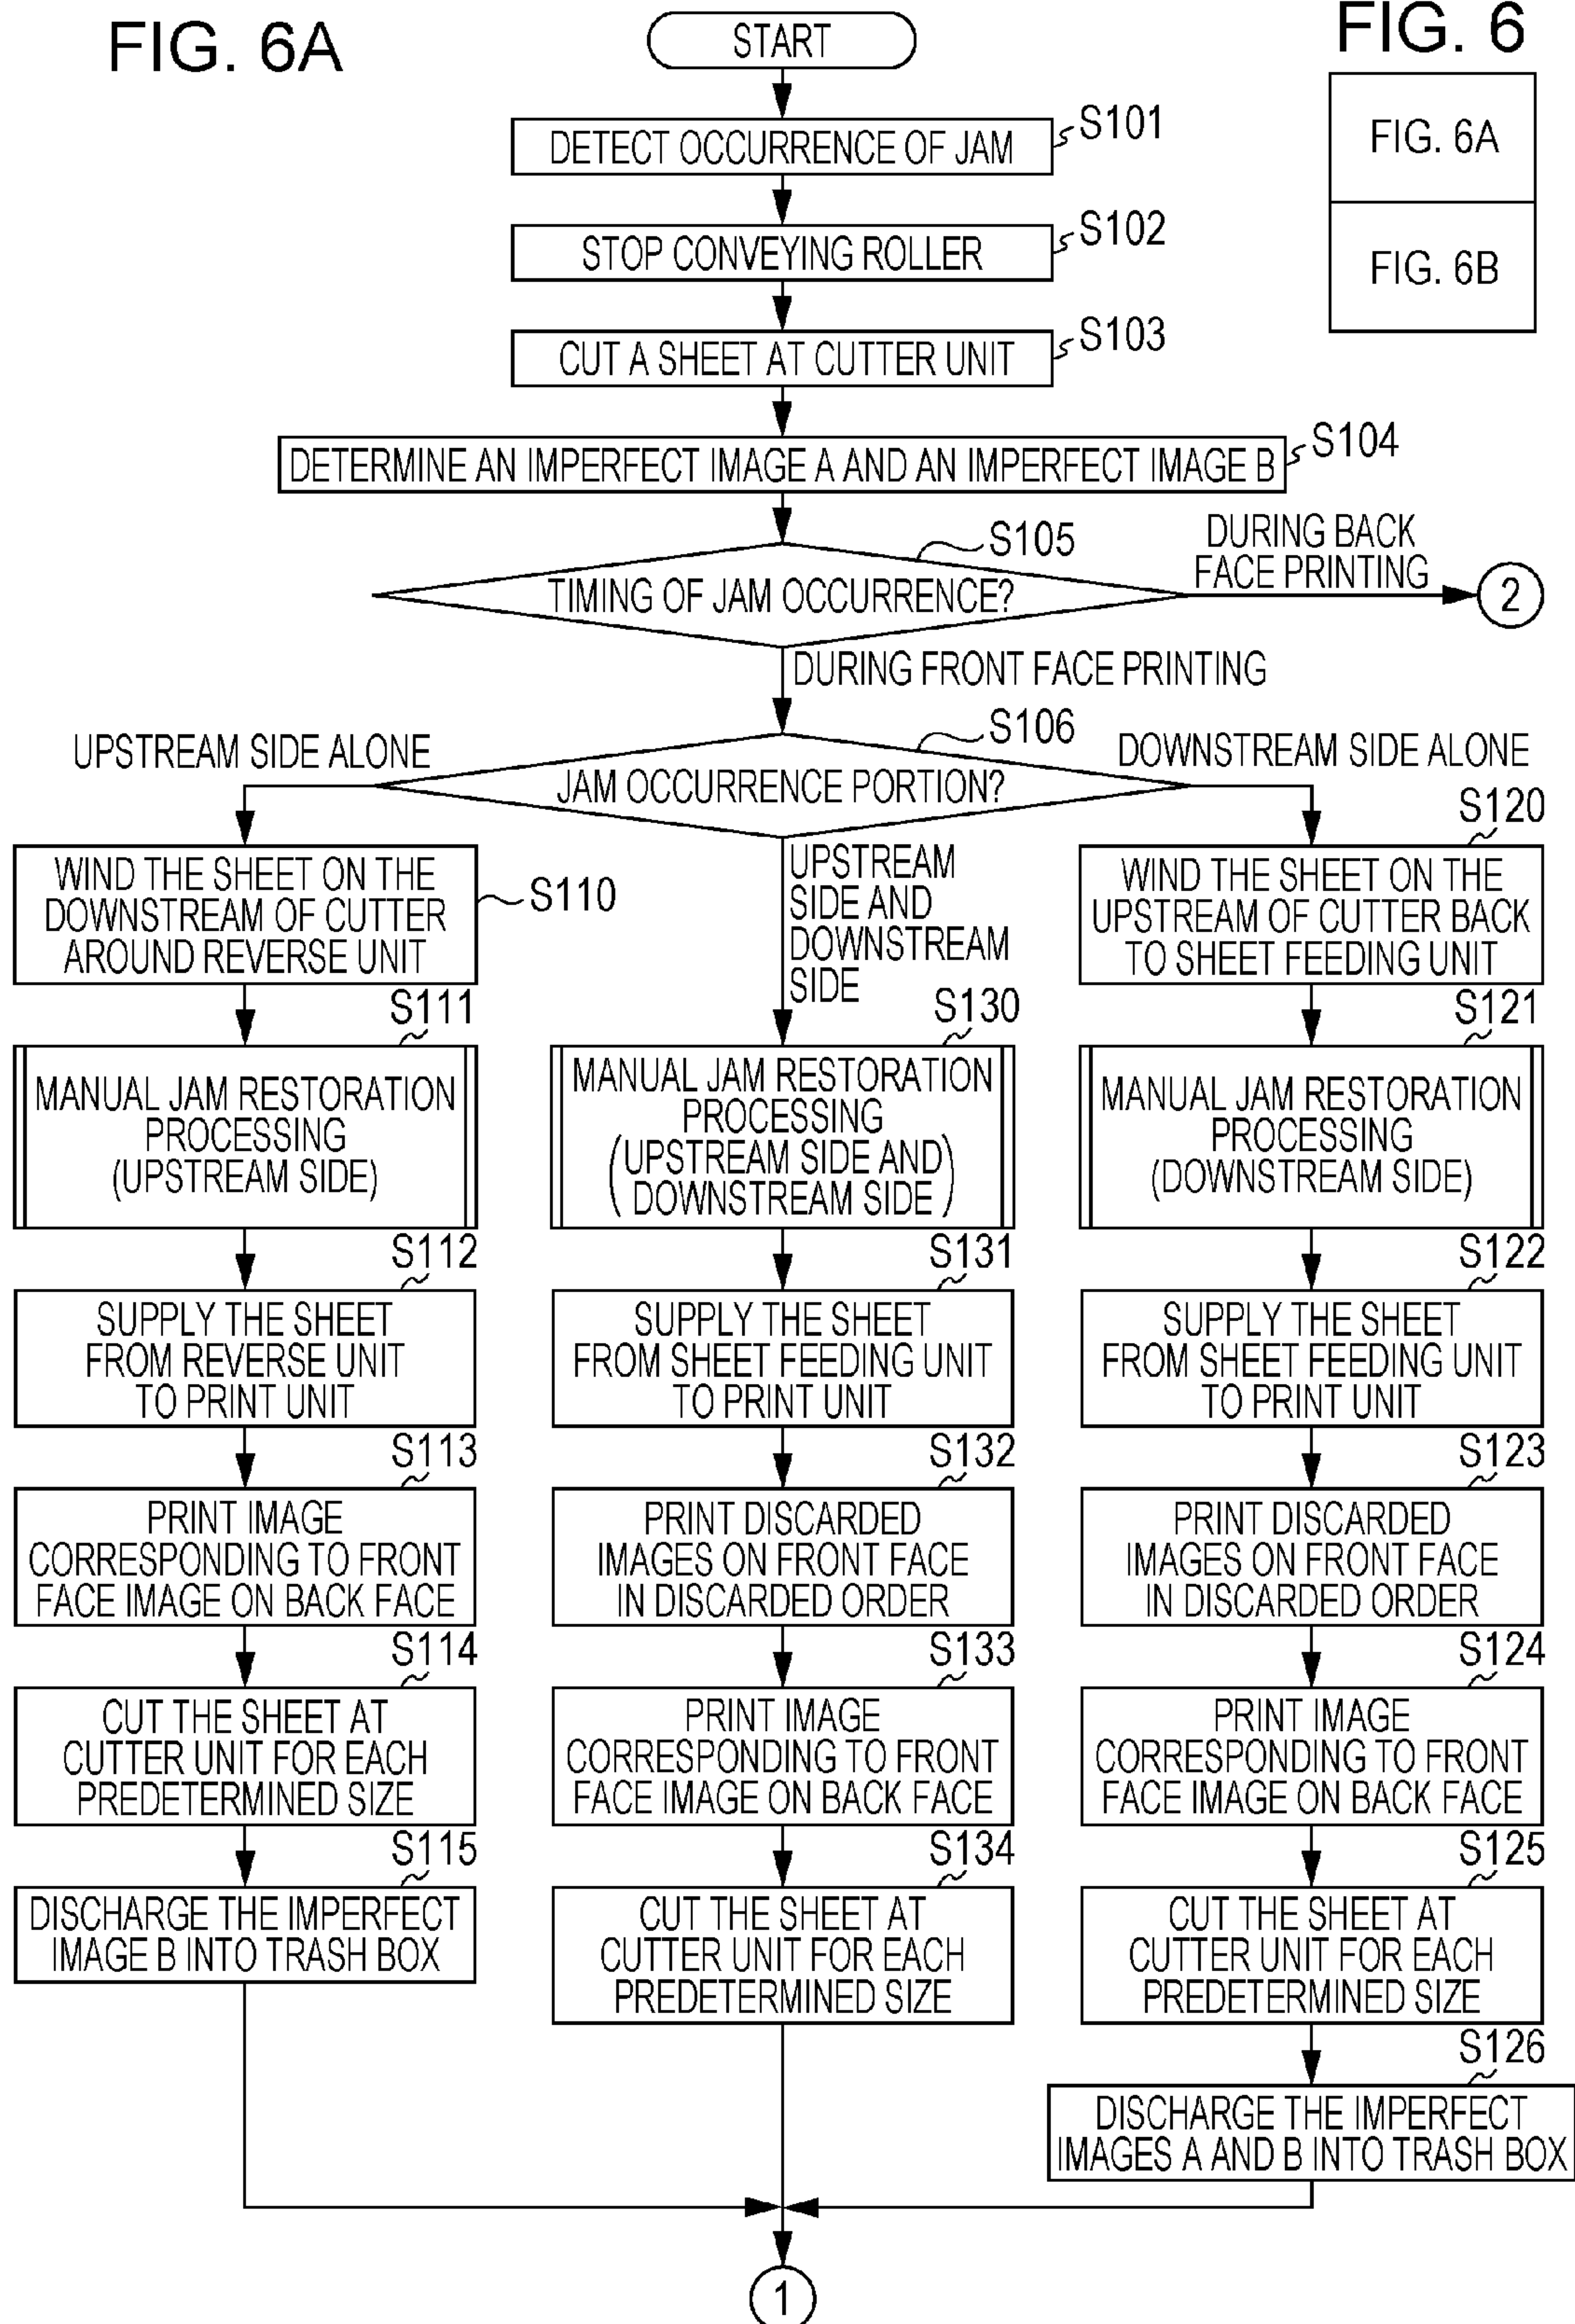 FIG. 6A
FIG. 6
FIG. 6A
FIG. 6B
START
DETECT OCCURRENCE OF JAM
S101
STOP CONVEYING ROLLER
S102
CUT A SHEET AT CUTTER UNIT
S103
DETERMINE AN IMPERFECT IMAGE A AND AN IMPERFECT IMAGE B
S104
TIMING OF JAM OCCURRENCE?
S105
DURING BACK
FACE PRINTING
2
DURING FRONT FACE PRINTING
JAM OCCURRENCE PORTION?
S106
UPSTREAM SIDE ALONE
DOWNSTREAM SIDE ALONE
UPSTREAM
SIDE AND
DOWNSTREAM
SIDE
WIND THE SHEET ON THE
DOWNSTREAM OF CUTTER
AROUND REVERSE UNIT
S110
S111
MANUAL JAM RESTORATION
PROCESSING
(UPSTREAM SIDE)
S112
SUPPLY THE SHEET
FROM REVERSE UNIT
TO PRINT UNIT
S113
PRINT IMAGE
CORRESPONDING TO FRONT
FACE IMAGE ON BACK FACE
S114
CUT THE SHEET AT
CUTTER UNIT FOR EACH
PREDETERMINED SIZE
S115
DISCHARGE THE IMPERFECT
IMAGE B INTO TRASH BOX
S130
MANUAL JAM RESTORATION
PROCESSING
(UPSTREAM SIDE AND
DOWNSTREAM SIDE)
S131
SUPPLY THE SHEET
FROM SHEET FEEDING UNIT
TO PRINT UNIT
S132
PRINT DISCARDED
IMAGES ON FRONT FACE
IN DISCARDED ORDER
S133
PRINT IMAGE
CORRESPONDING TO FRONT
FACE IMAGE ON BACK FACE
S134
CUT THE SHEET AT
CUTTER UNIT FOR EACH
PREDETERMINED SIZE
S120
WIND THE SHEET ON THE
UPSTREAM OF CUTTER BACK
TO SHEET FEEDING UNIT
S121
MANUAL JAM RESTORATION
PROCESSING
(DOWNSTREAM SIDE)
S122
SUPPLY THE SHEET
FROM SHEET FEEDING UNIT
TO PRINT UNIT
S123
PRINT DISCARDED
IMAGES ON FRONT FACE
IN DISCARDED ORDER
S124
PRINT IMAGE
CORRESPONDING TO FRONT
FACE IMAGE ON BACK FACE
S125
CUT THE SHEET AT
CUTTER UNIT FOR EACH
PREDETERMINED SIZE
S126
DISCHARGE THE IMPERFECT
IMAGES A AND B INTO TRASH BOX
1